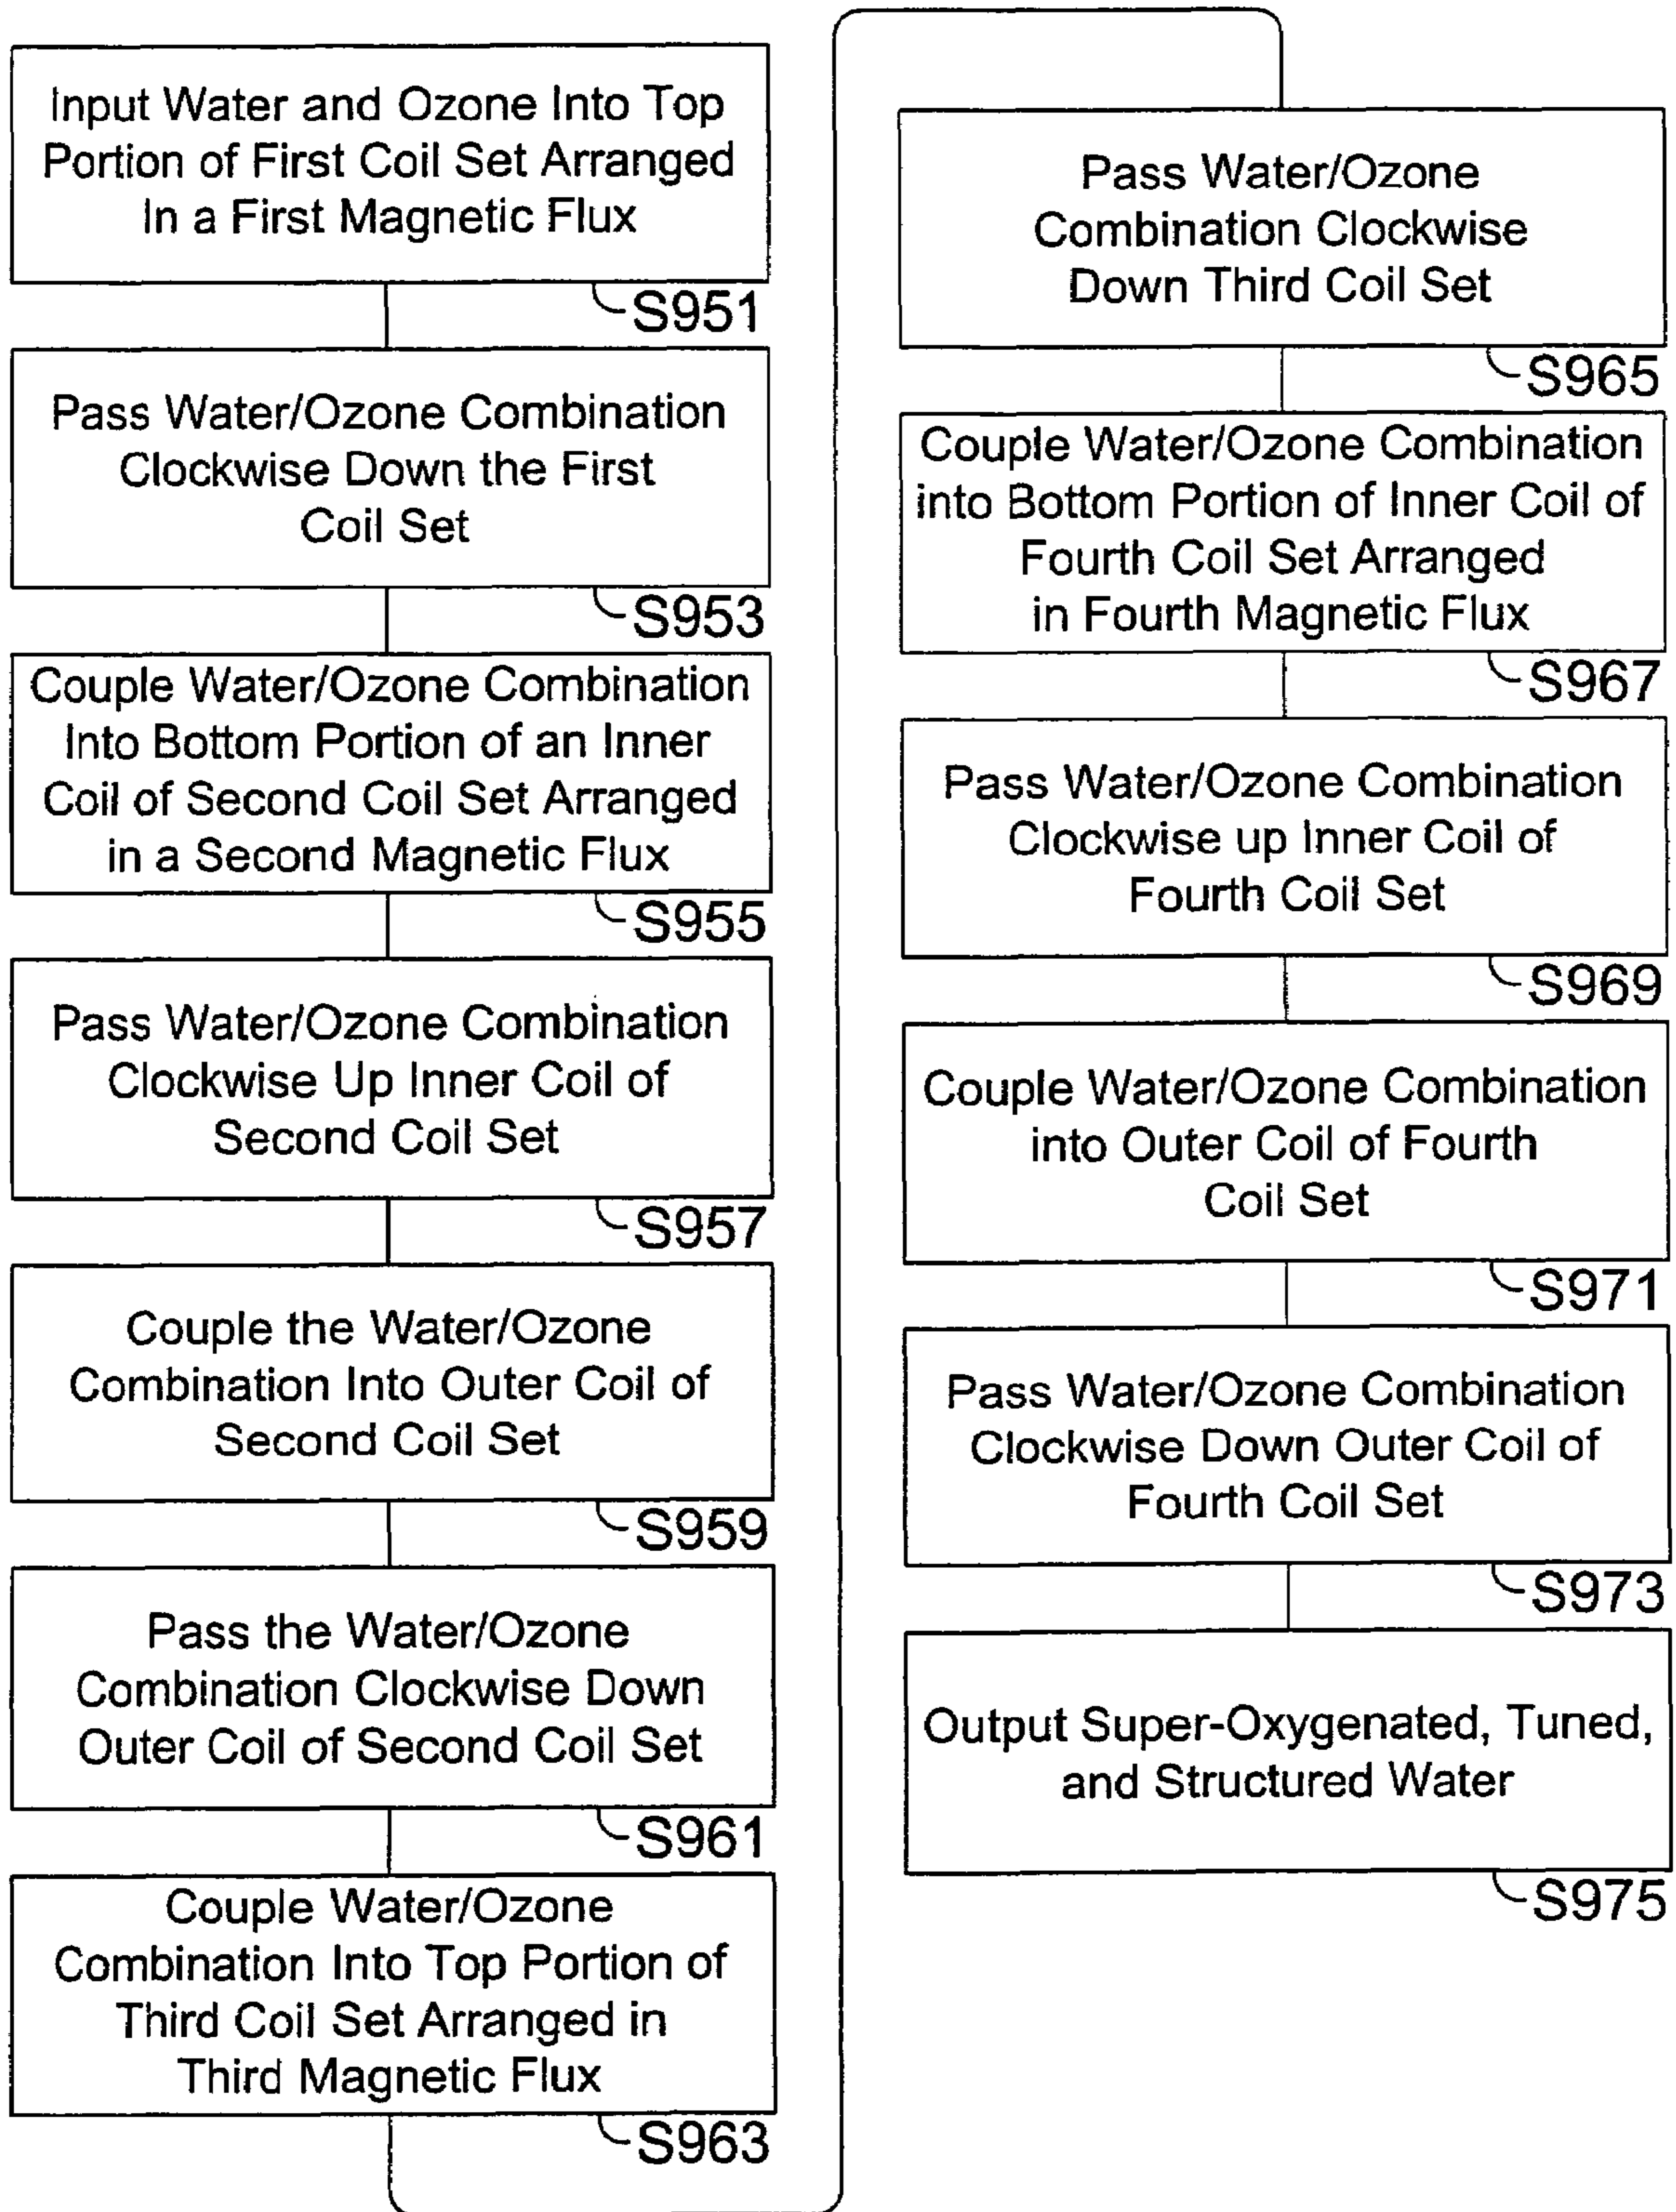 Input Water and Ozone Into Top
Portion of First Coil Set Arranged
In a First Magnetic Flux
S951
Pass Water/Ozone Combination
Clockwise Down the First
Coil Set
S953
Couple Water/Ozone Combination
Into Bottom Portion of an Inner
Coil of Second Coil Set Arranged
in a Second Magnetic Flux
S955
Pass Water/Ozone Combination
Clockwise Up Inner Coil of
Second Coil Set
S957
Couple the Water/Ozone
Combination Into Outer Coil of
Second Coil Set
S959
Pass the Water/Ozone
Combination Clockwise Down
Outer Coil of Second Coil Set
S961
Couple Water/Ozone
Combination Into Top Portion of
Third Coil Set Arranged in
Third Magnetic Flux
S963
Pass Water/Ozone
Combination Clockwise
Down Third Coil Set
S965
Couple Water/Ozone Combination
into Bottom Portion of Inner Coil of
Fourth Coil Set Arranged
in Fourth Magnetic Flux
S967
Pass Water/Ozone Combination
Clockwise up Inner Coil of
Fourth Coil Set
S969
Couple Water/Ozone Combination
into Outer Coil of Fourth
Coil Set
S971
Pass Water/Ozone Combination
Clockwise Down Outer Coil of
Fourth Coil Set
S973
Output Super-Oxygenated, Tuned,
and Structured Water
S975